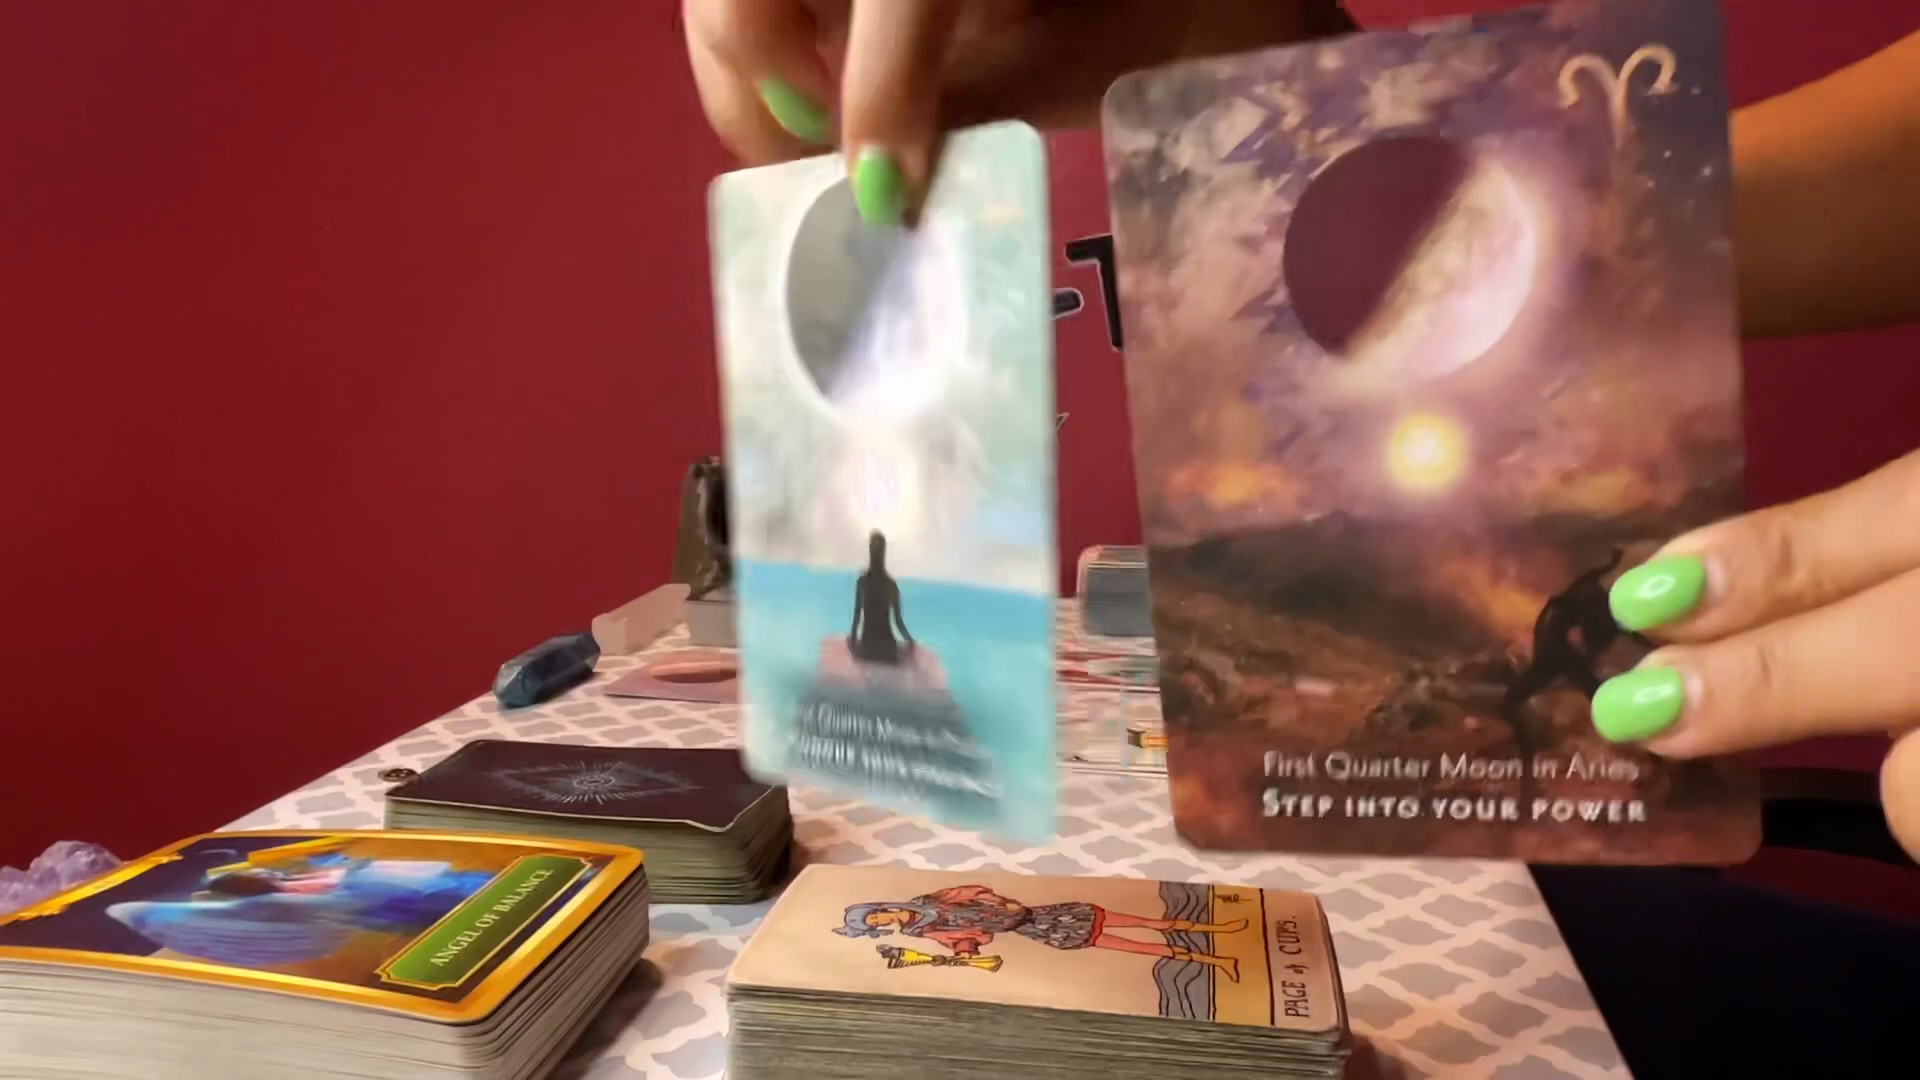 First Quarter Moon in Aries
STEP INTO YOUR POWER
ANGEL OF BALANCE
PAGE of CUPS.